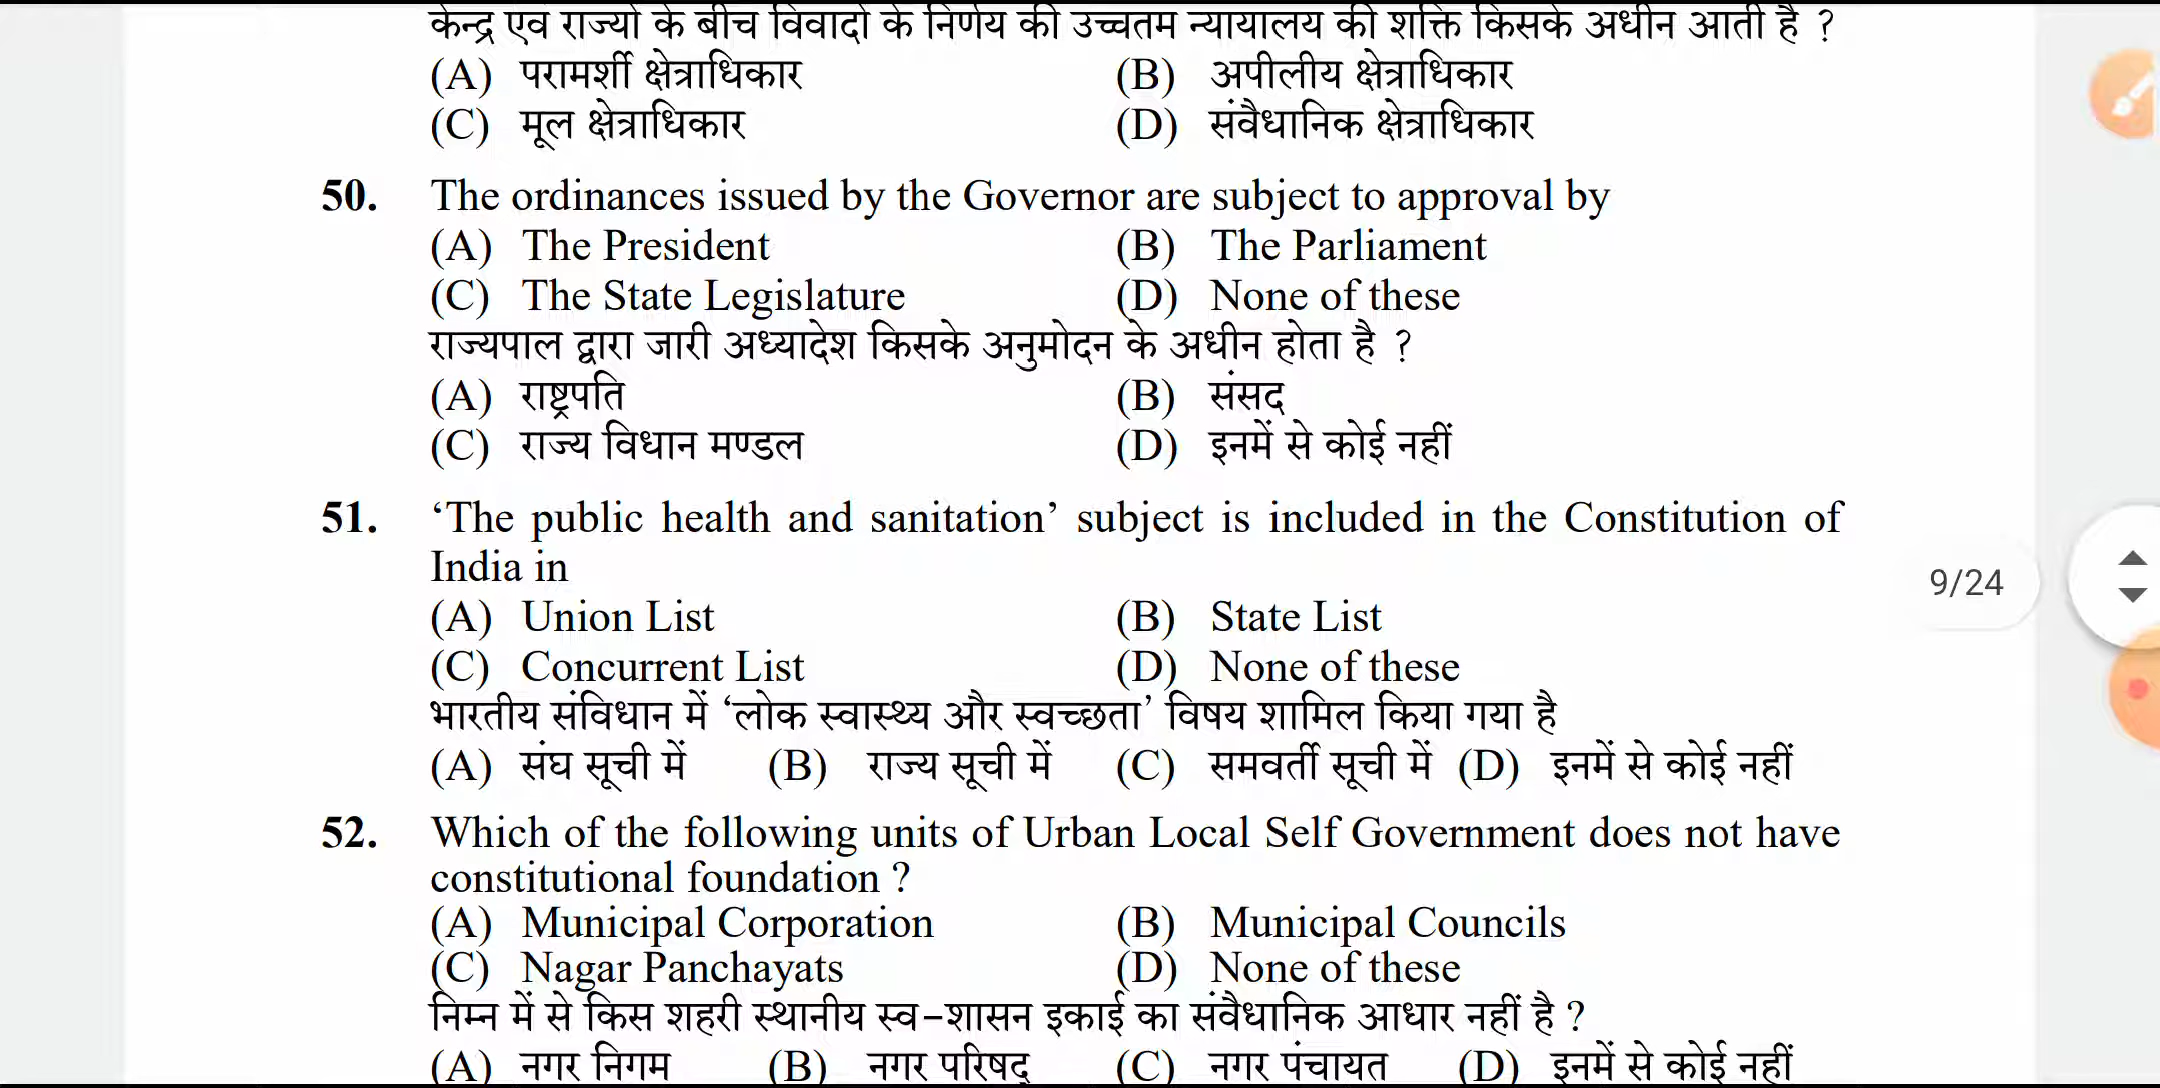 केन्द्र एवं राज्यों के बीच विवादों के निर्णय की उच्चतम न्यायालय की शक्ति किसके अधीन आती है ?
(A) परामर्शी क्षेत्राधिकार (B) अपीलीय क्षेत्राधिकार
(C) मूल क्षेत्राधिकार (D) संवैधानिक क्षेत्राधिकार
50. The ordinances issued by the Governor are subject to approval by
(A) The President (B) The Parliament
(C) The State Legislature (D) None of these
राज्यपाल द्वारा जारी अध्यादेश किसके अनुमोदन के अधीन होता है ?
(A) राष्ट्रपति (B) संसद
(C) राज्य विधान मण्डल (D) इनमें से कोई नहीं
51. ‘The public health and sanitation’ subject is included in the Constitution of
India in
(A) Union List (B) State List
(C) Concurrent List (D) None of these
भारतीय संविधान में ‘लोक स्वास्थ्य और स्वच्छता’ विषय शामिल किया गया है
(A) संघ सूची में (B) राज्य सूची में (C) समवर्ती सूची में (D) इनमें से कोई नहीं
9/24
52. Which of the following units of Urban Local Self Government does not have
constitutional foundation ?
(A) Municipal Corporation (B) Municipal Councils
(C) Nagar Panchayats (D) None of these
निम्न में से किस शहरी स्थानीय स्व-शासन इकाई का संवैधानिक आधार नहीं है ?
(A) नगर निगम (B) नगर परिषद् (C) नगर पंचायत (D) इनमें से कोई नहीं